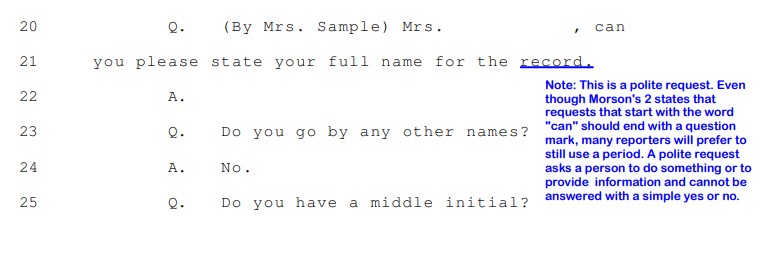 20 Q. (By Mrs. Sample) Mrs. , can
21 you please state your full name for the record.
22 A.
23 Q. Do you go by any other names?
24 A. No.
25 Q. Do you have a middle initial?
Note: This is a polite request. Even
though Morson's 2 states that
requests that start with the word
"can" should end with a question
mark, many reporters will prefer to
still use a period. A polite request
asks a person to do something or to
provide information and cannot be
answered with a simple yes or no.